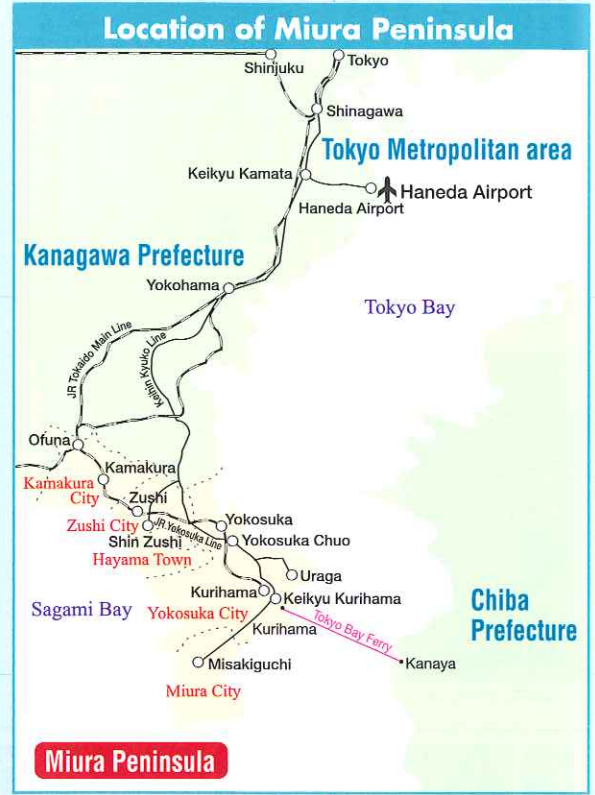 Location of Miura Peninsula
Shinjuku
Tokyo
Shinagawa
Tokyo Metropolitan area
Keikyu Kamata
Haneda Airport
Haneda Airport
Kanagawa Prefecture
Yokohama
Tokyo Bay
JR Tokaido Main Line
Keihin Kyuko Line
Ofuna
Kamakura
Kamakura
City
Zushi
Zushi City
JR Yokosuka Line
Yokosuka
Shin Zushi
Yokosuka Chuo
Hayama Town
Uraga
Kurihama
Keikyu Kurihama
Chiba
Prefecture
Sagami Bay
Yokosuka City
Kurihama
Tokyo Bay Ferry
Misakiguchi
Kanaya
Miura City
Miura Peninsula